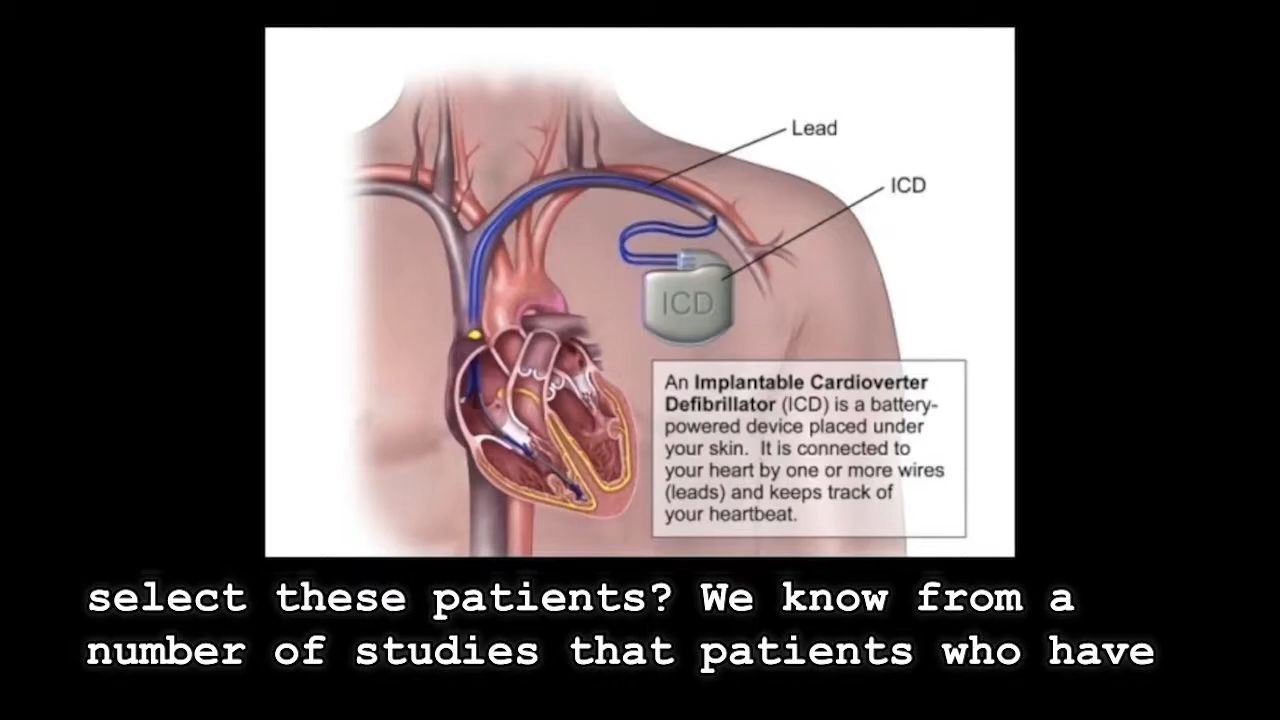 Lead
ICD
ICD
An Implantable Cardioverter
Defibrillator (ICD) is a battery-
powered device placed under
your skin. It is connected to
your heart by one or more wires
(leads) and keeps track of
your heartbeat.
select these patients? We know from a
number of studies that patients who have